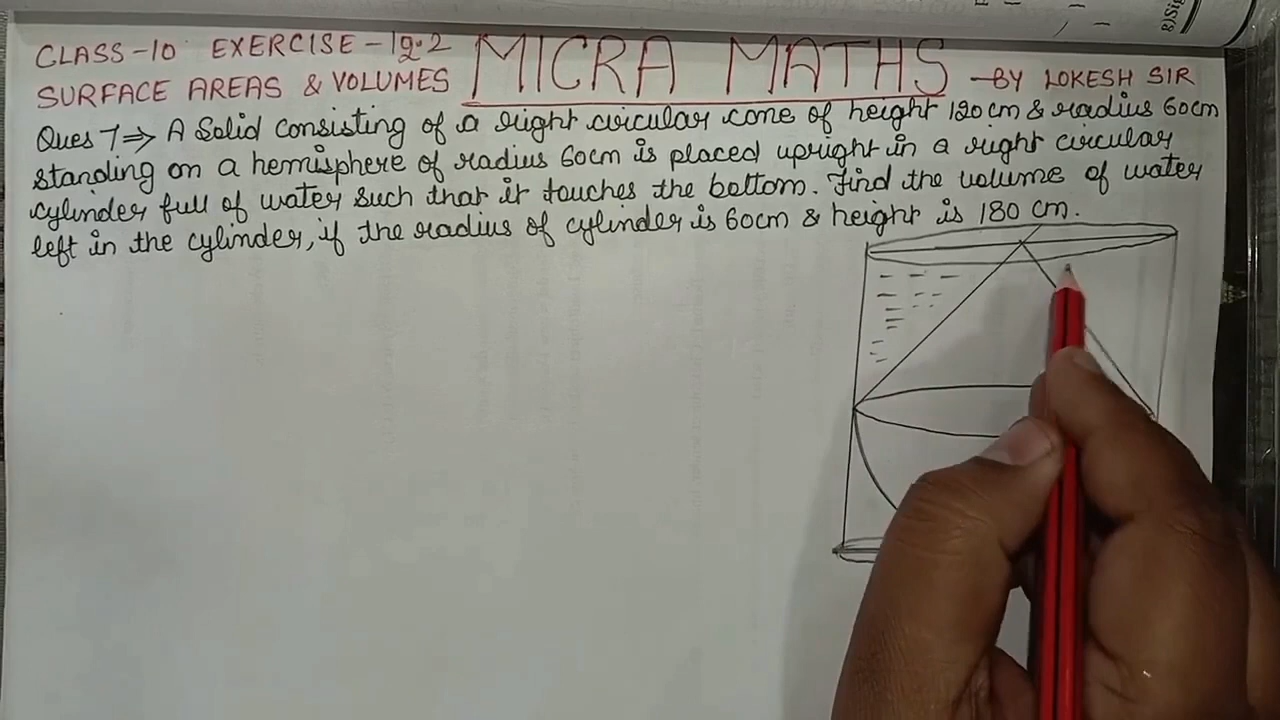 CLASS-10 EXERCISE-12.2 MICRA MATHS
SURFACE AREAS & VOLUMES -BY LOKESH SIR
Ques 7⇒ A Solid consisting of a right circular cone of height 120cm & radius 60cm
standing on a hemisphere of radius 60cm is placed upright in a right circular
cylinder full of water such that it touches the bottom. Find the volume of water
left in the cylinder, if the radius of cylinder is 60cm & height is 180 cm.